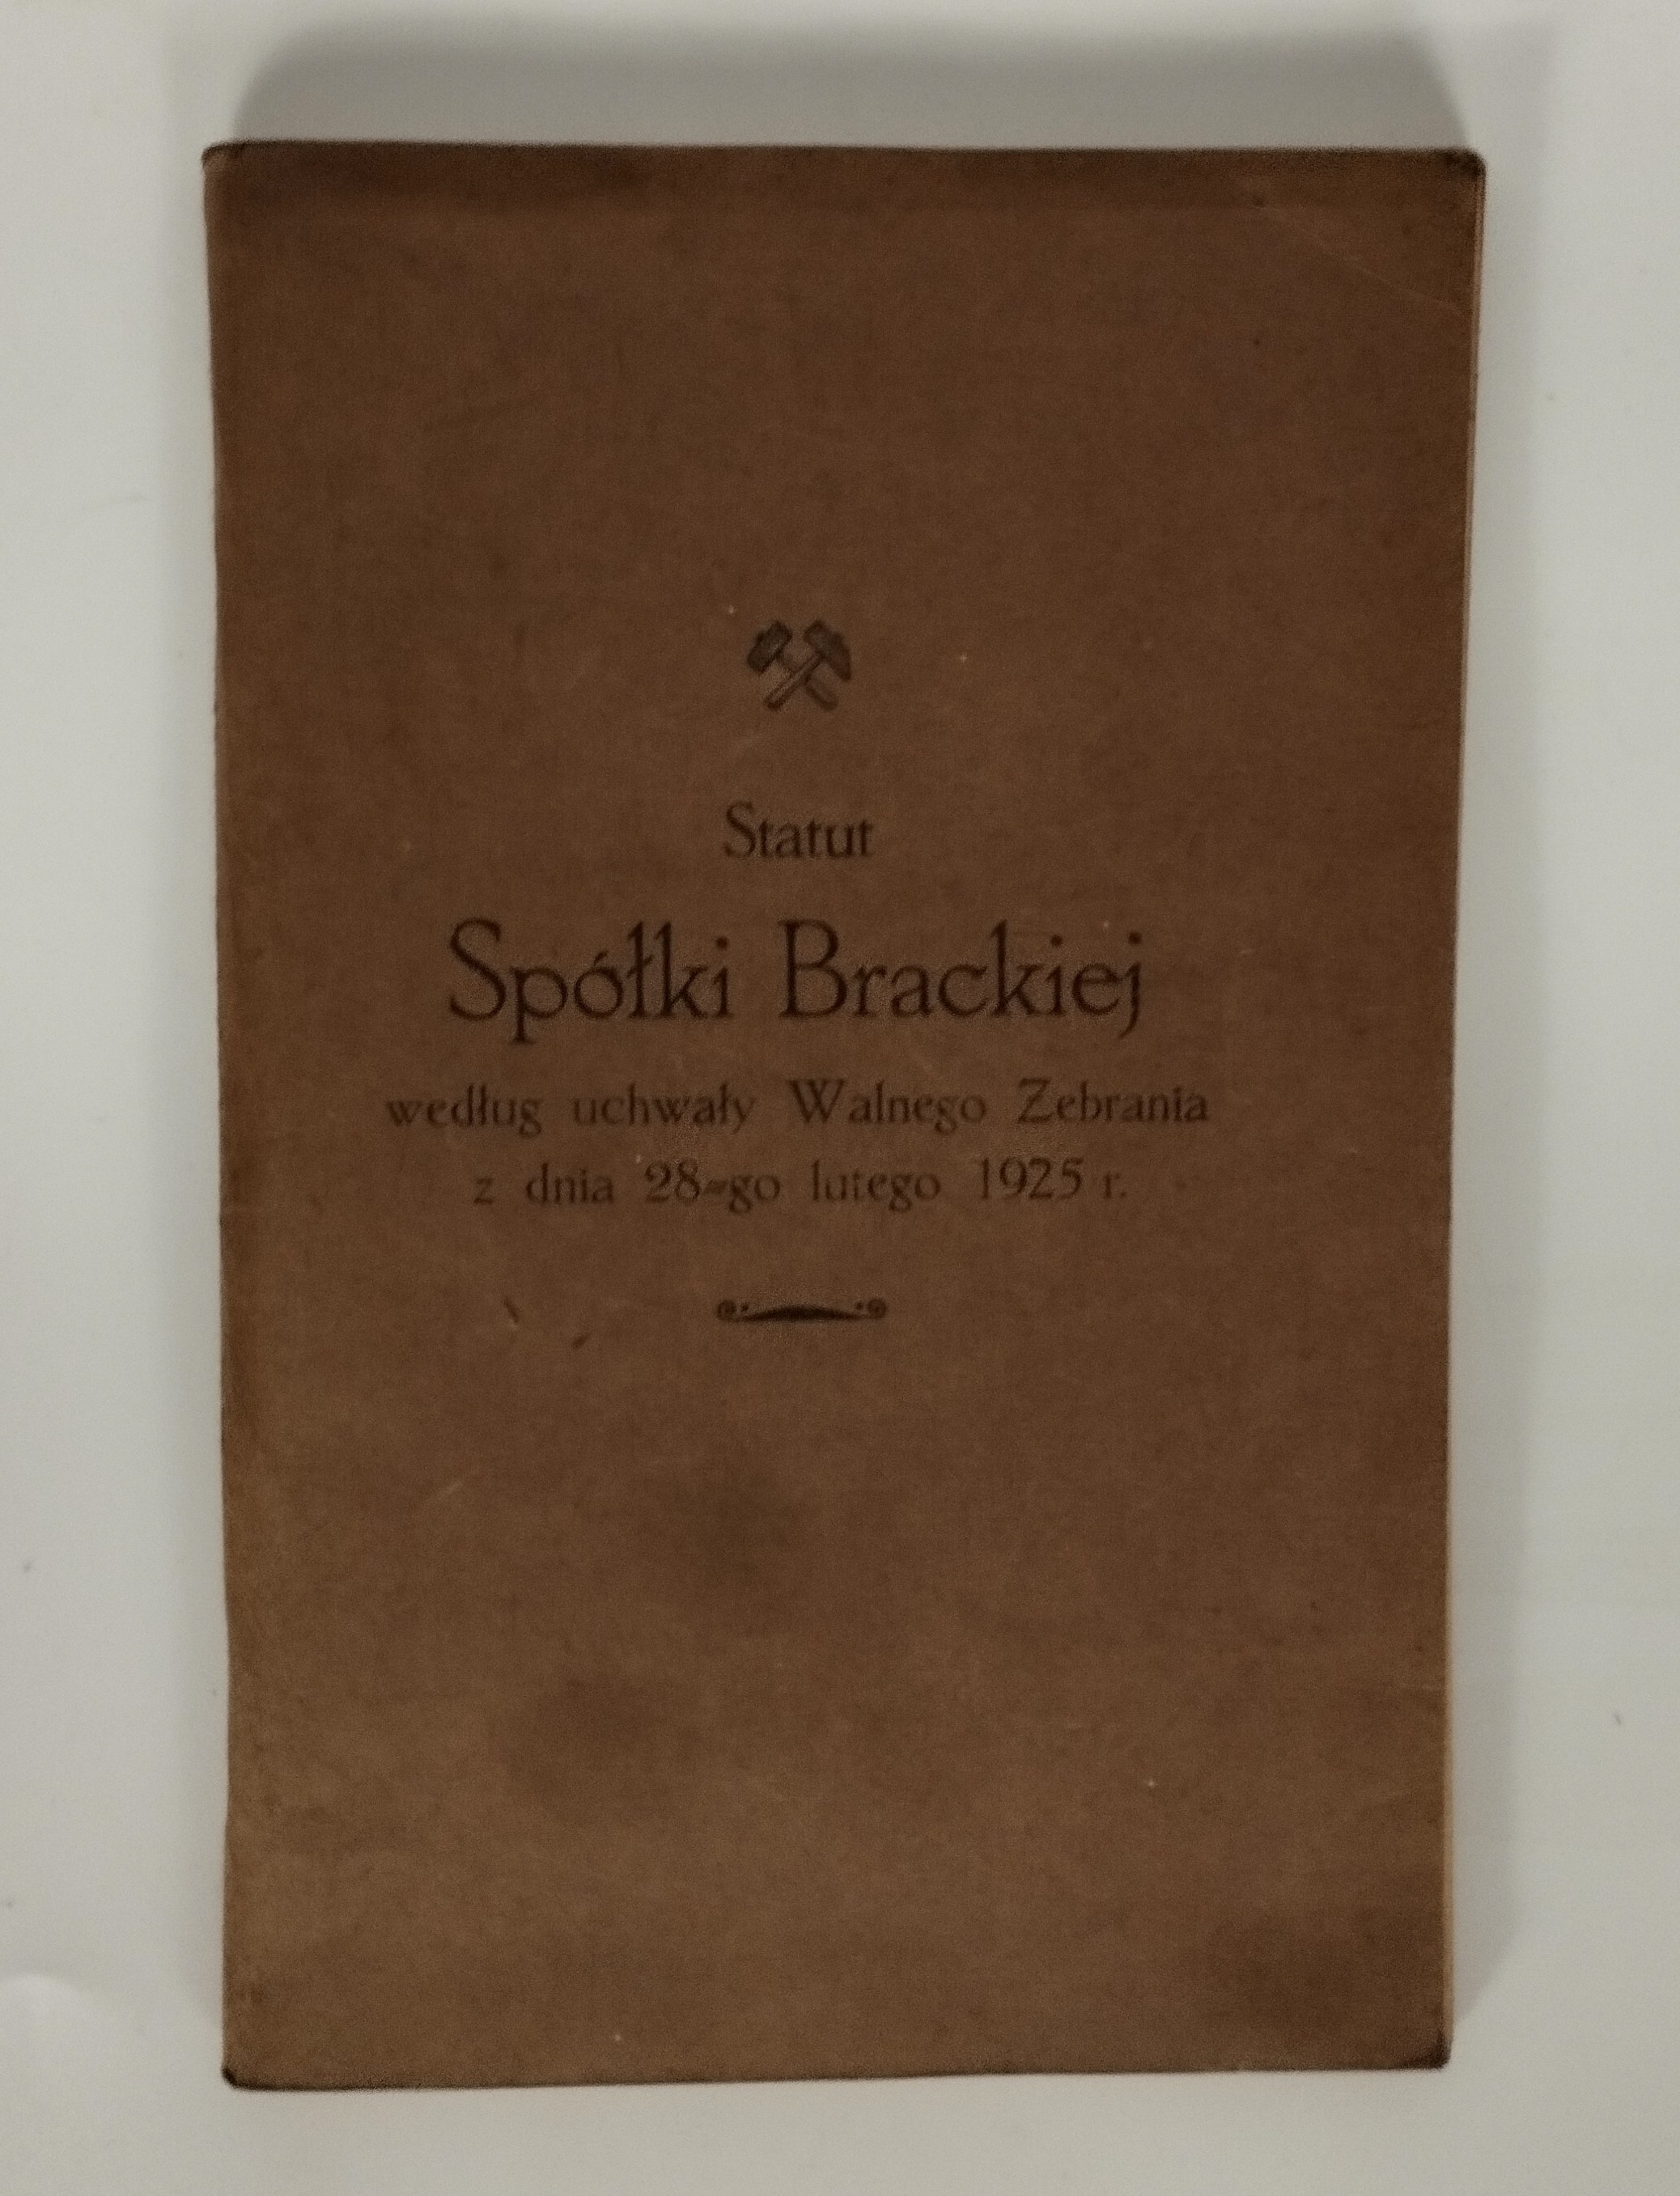 Statut
Spółki Brackiej
według uchwały Walnego Zebrania
z dnia 28-go lutego 1925 r.